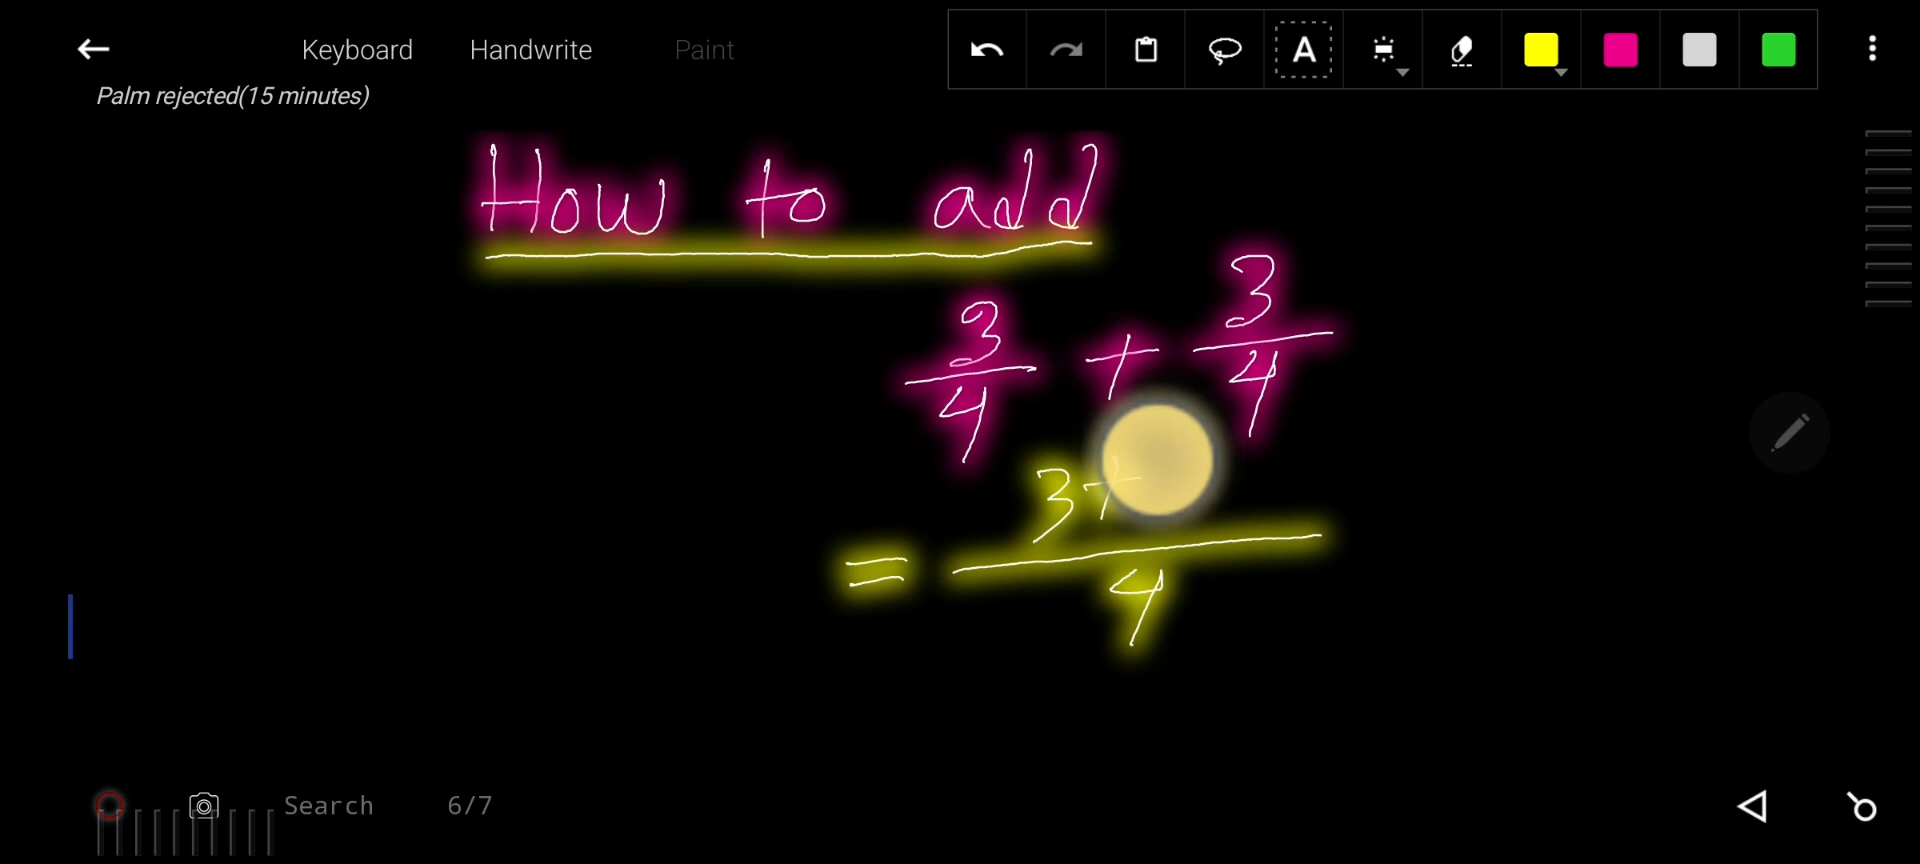 Keyboard Handwrite Paint
A
Palm rejected(15 minutes)
How to add
3/4 + 3/4
= 3+/4
Search 6/7